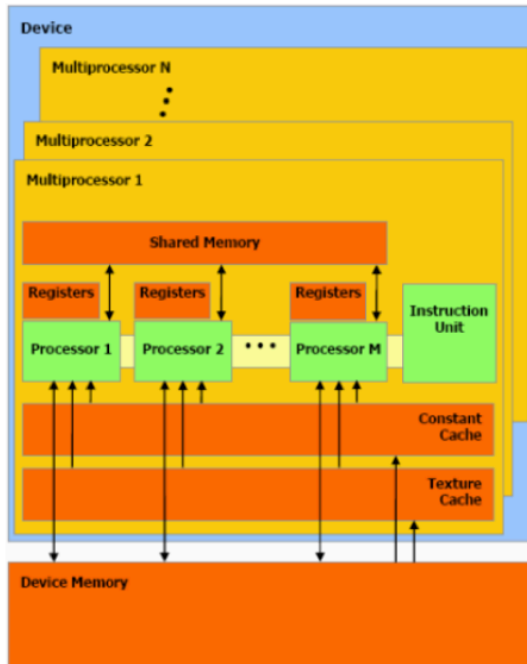 Device
Multiprocessor N
Multiprocessor 2
Multiprocessor 1
Shared Memory
Registers
Registers
Registers
Instruction
Unit
Processor 1
Processor 2
Processor M
Constant
Cache
Texture
Cache
Device Memory